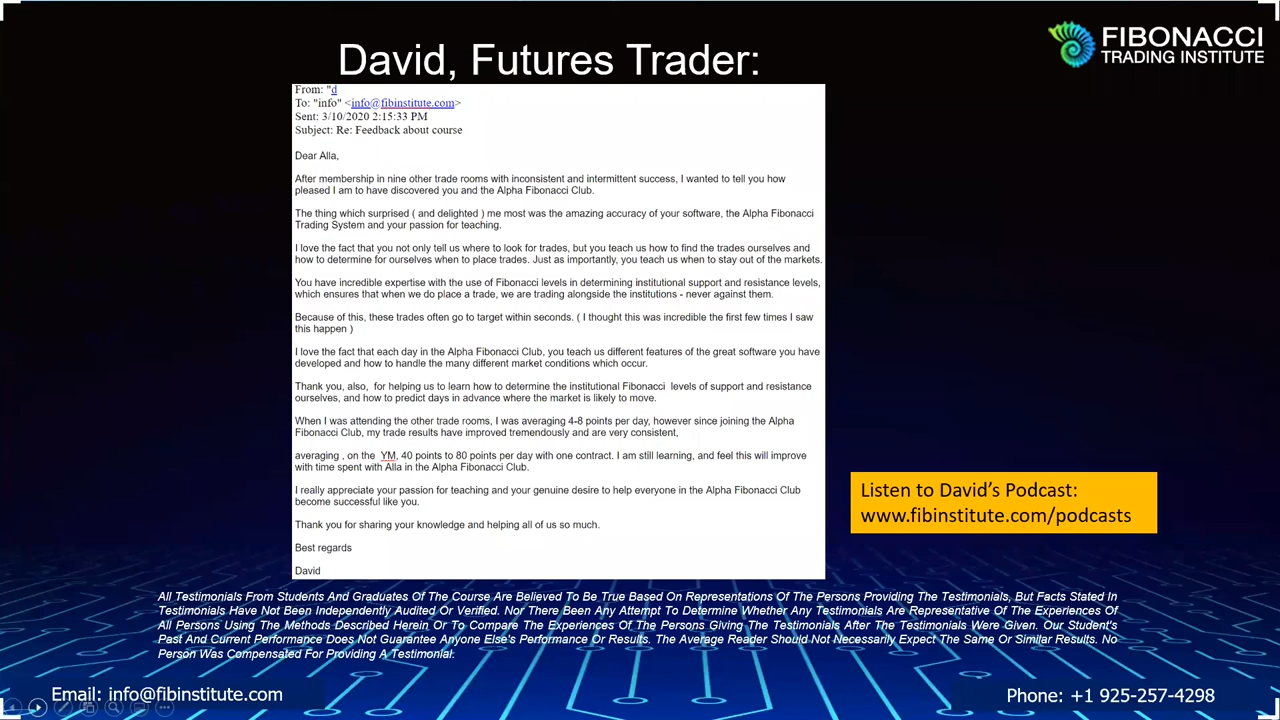 David, Futures Trader:
FIBONACCI
TRADING INSTITUTE
From: "d
To: "info" <info@fibinstitute.com>
Sent: 3/10/2020 2:15:33 PM
Subject: Re: Feedback about course
Dear Alla,
After membership in nine other trade rooms with inconsistent and intermittent success, I wanted to tell you how
pleased I am to have discovered you and the Alpha Fibonacci Club.
The thing which surprised ( and delighted ) me most was the amazing accuracy of your software, the Alpha Fibonacci
Trading System and your passion for teaching.
I love the fact that you not only tell us where to look for trades, but you teach us how to find the trades ourselves and
how to determine for ourselves when to place trades. Just as importantly, you teach us when to stay out of the markets.
You have incredible expertise with the use of Fibonacci levels in determining institutional support and resistance levels,
which ensures that when we do place a trade, we are trading alongside the institutions - never against them.
Because of this, these trades often go to target within seconds. ( I thought this was incredible the first few times I saw
this happen )
I love the fact that each day in the Alpha Fibonacci Club, you teach us different features of the great software you have
developed and how to handle the many different market conditions which occur.
Thank you, also,  for helping us to learn how to determine the institutional Fibonacci  levels of support and resistance
ourselves, and how to predict days in advance where the market is likely to move.
When I was attending the other trade rooms, I was averaging 4-8 points per day, however since joining the Alpha
Fibonacci Club, my trade results have improved tremendously and are very consistent,
averaging , on the  YM, 40 points to 80 points per day with one contract. I am still learning, and feel this will improve
with time spent with Alla in the Alpha Fibonacci Club.
I really appreciate your passion for teaching and your genuine desire to help everyone in the Alpha Fibonacci Club
become successful like you.
Thank you for sharing your knowledge and helping all of us so much.
Best regards
David
Listen to David's Podcast:
www.fibinstitute.com/podcasts
All Testimonials From Students And Graduates Of The Course Are Believed To Be True Based On Representations Of The Persons Providing The Testimonials, But Facts Stated In
Testimonials Have Not Been Independently Audited Or Verified. Nor There Been Any Attempt To Determine Whether Any Testimonials Are Representative Of The Experiences
Of All Persons Using The Methods Described Herein Or To Compare The Experiences Of The Persons Giving The Testimonials After The Testimonials Were Given. Our Student's
Past And Current Performance Does Not Guarantee Anyone Else's Performance Or Results. The Average Reader Should Not Necessarily Expect The Same Or Similar Results. No
Person Was Compensated For Providing A Testimonial.
Email: info@fibinstitute.com
Phone: +1 925-257-4298